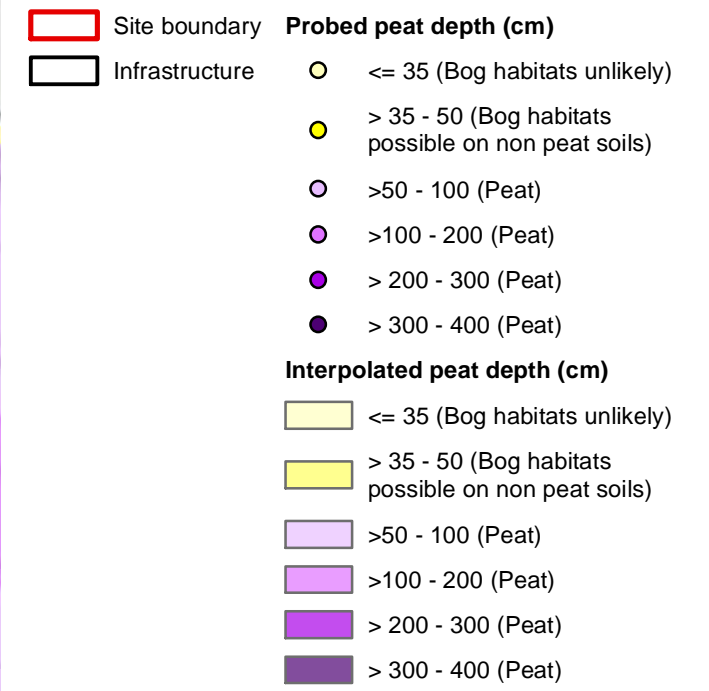 Site boundary
Infrastructure
Probed peat depth (cm)
<= 35 (Bog habitats unlikely)
> 35 - 50 (Bog habitats
possible on non peat soils)
>50 - 100 (Peat)
>100 - 200 (Peat)
> 200 - 300 (Peat)
> 300 - 400 (Peat)
Interpolated peat depth (cm)
<= 35 (Bog habitats unlikely)
> 35 - 50 (Bog habitats
possible on non peat soils)
>50 - 100 (Peat)
>100 - 200 (Peat)
> 200 - 300 (Peat)
> 300 - 400 (Peat)